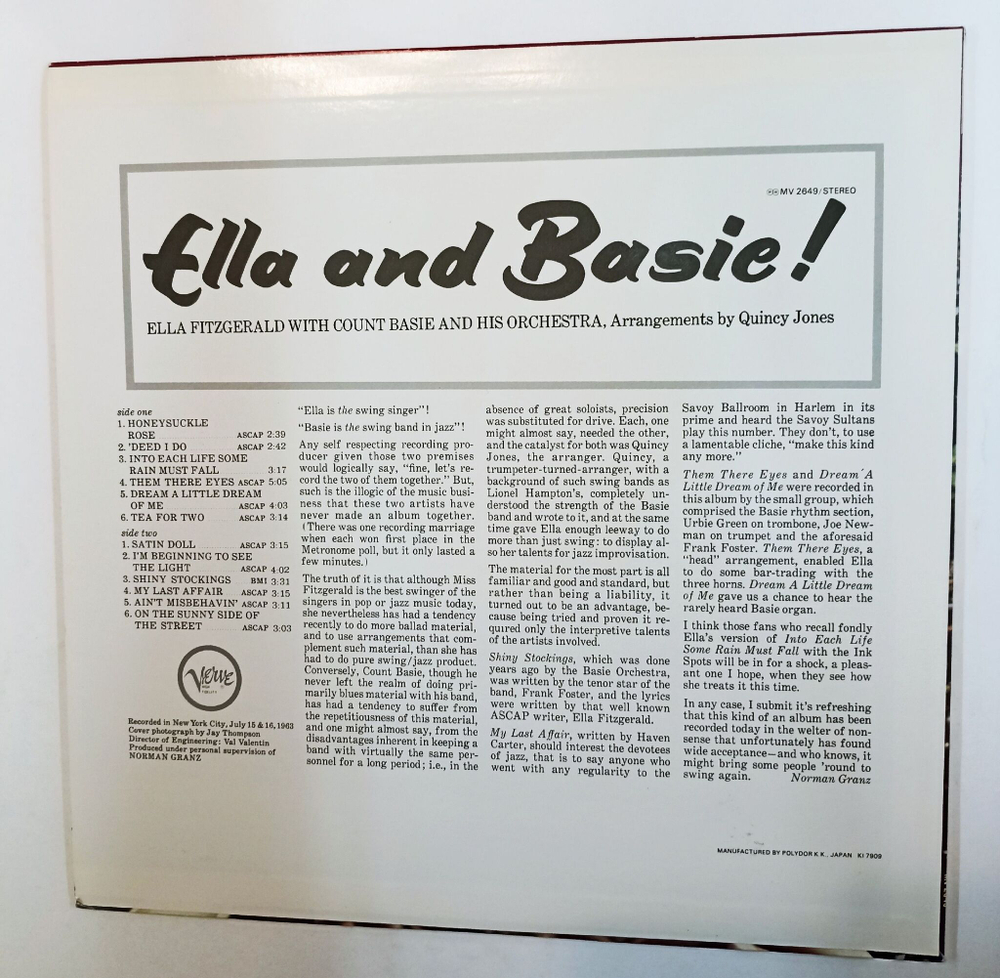 MV 2649/STEREO
Ella and Basie!
ELLA FITZGERALD WITH COUNT BASIE AND HIS ORCHESTRA, Arrangements by Quincy Jones
side one
1. HONEYSUCKLE
ROSE ASCAP 2:39
2. 'DEED I DO ASCAP 2:42
3. INTO EACH LIFE SOME
RAIN MUST FALL 3:17
4. THEM THERE EYES ASCAP 5:05
5. DREAM A LITTLE DREAM
OF ME ASCAP 4:03
6. TEA FOR TWO ASCAP 3:14
side two
1. SATIN DOLL ASCAP 3:15
2. I'M BEGINNING TO SEE
THE LIGHT ASCAP 4:02
3. SHINY STOCKINGS BMI 3:31
4. MY LAST AFFAIR ASCAP 3:15
5. AIN'T MISBEHAVIN' ASCAP 3:11
6. ON THE SUNNY SIDE OF
THE STREET ASCAP 3:03
Verve
Recorded in New York City, July 15 & 16, 1963
Cover photograph by Jay Thompson
Director of Engineering: Val Valentin
Produced under personal supervision of
NORMAN GRANZ
"Ella is the swing singer"!
"Basie is the swing band in jazz"!
Any self respecting recording pro-
ducer given those two premises
would logically say, "fine, let's re-
cord the two of them together." But,
such is the illogic of the music busi-
ness that these two artists have
never made an album together.
(There was one recording marriage
when each won first place in the
Metronome poll, but it only lasted a
few minutes.)
The truth of it is that although Miss
Fitzgerald is the best swinger of the
singers in pop or jazz music today,
she nevertheless has had a tendency
recently to do more ballad material,
and to use arrangements that com-
plement such material, than she has
had to do pure swing/jazz product.
Conversely, Count Basie, though he
never left the realm of doing pri-
marily blues material with his band,
has had a tendency to suffer from
the repetitiousness of this material,
and one might almost say, from the
disadvantages inherent in keeping a
band with virtually the same per-
sonnel for a long period; i.e., in the
absence of great soloists, precision
was substituted for drive. Each, one
might almost say, needed the other,
and the catalyst for both was Quincy
Jones, the arranger. Quincy, a
trumpeter-turned-arranger, with a
background of such swing bands as
Lionel Hampton's, completely un-
derstood the strength of the Basie
band and wrote to it, and at the same
time gave Ella enough leeway to do
more than just swing: to display al-
so her talents for jazz improvisation.
The material for the most part is all
familiar and good and standard, but
rather than being a liability, it
turned out to be an advantage, be-
cause being tried and proven it re-
quired only the interpretive talents
of the artists involved.
Shiny Stockings, which was done
years ago by the Basie Orchestra,
was written by the tenor star of the
band, Frank Foster, and the lyrics
were written by that well known
ASCAP writer, Ella Fitzgerald.
My Last Affair, written by Haven
Carter, should interest the devotees
of jazz, that is to say anyone who
went with any regularity to the
Savoy Ballroom in Harlem in its
prime and heard the Savoy Sultans
play this number. They don't, to use
a lamentable cliche, "make this kind
any more."
Them There Eyes and Dream A
Little Dream of Me were recorded in
this album by the small group, which
comprised the Basie rhythm section,
Urbie Green on trombone, Joe New-
man on trumpet and the aforesaid
Frank Foster. Them There Eyes, a
"head" arrangement, enabled Ella
to do some bar-trading with the
three horns. Dream A Little Dream
of Me gave us a chance to hear the
rarely heard Basie organ.
I think those fans who recall fondly
Ella's version of Into Each Life
Some Rain Must Fall with the Ink
Spots will be in for a shock, a pleas-
ant one I hope, when they see how
she treats it this time.
In any case, I submit it's refreshing
that this kind of an album has been
recorded today in the welter of non-
sense that unfortunately has found
wide acceptance—and who knows, it
might bring some people 'round to
swing again. Norman Granz
MANUFACTURED BY POLYDOR K.K., JAPAN KI 7909